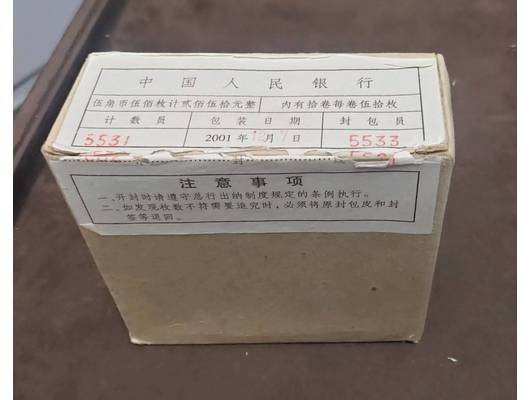 中国人民银行
伍角币伍佰枚计贰佰伍拾元整 内有拾卷每卷伍拾枚
计数员 包装日期 封包员
5531 2001年 月 日 5533
注意事项
一、开封时请遵守总行出纳制度规定的条例执行。
二、如发现枚数不符需要追究时，必须将原封包皮和封
签等退回。